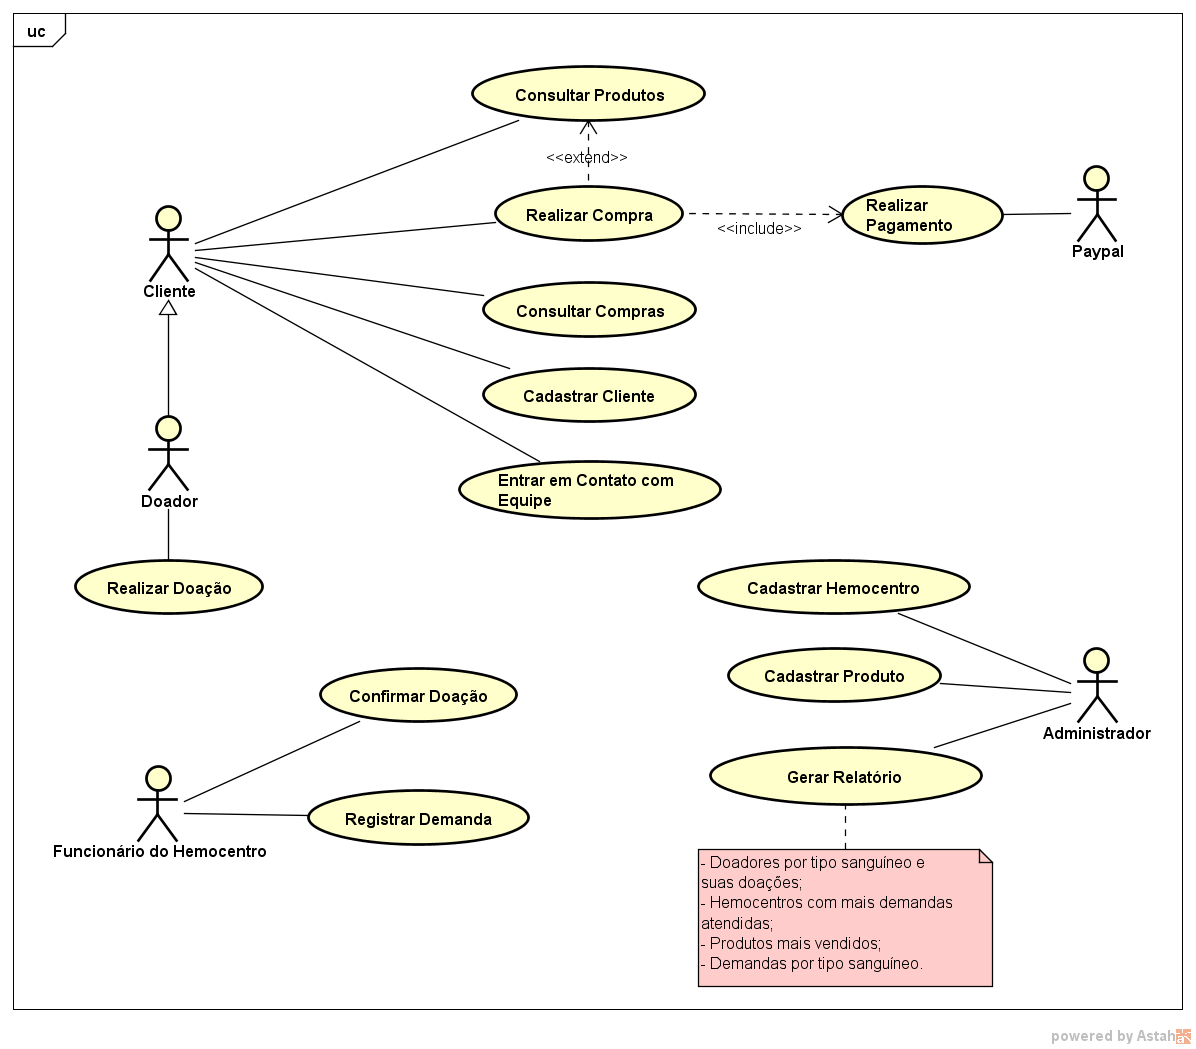 uc
Consultar Produtos
<<extend>>
Realizar Compra
<<include>>
Realizar
Pagamento
Paypal
Cliente
Consultar Compras
Cadastrar Cliente
Entrar em Contato com
Equipe
Doador
Realizar Doação
Cadastrar Hemocentro
Cadastrar Produto
Administrador
Gerar Relatório
Confirmar Doação
Registrar Demanda
Funcionário do Hemocentro
- Doadores por tipo sanguíneo e
suas doações;
- Hemocentros com mais demandas
atendidas;
- Produtos mais vendidos;
- Demandas por tipo sanguíneo.
powered by Astah